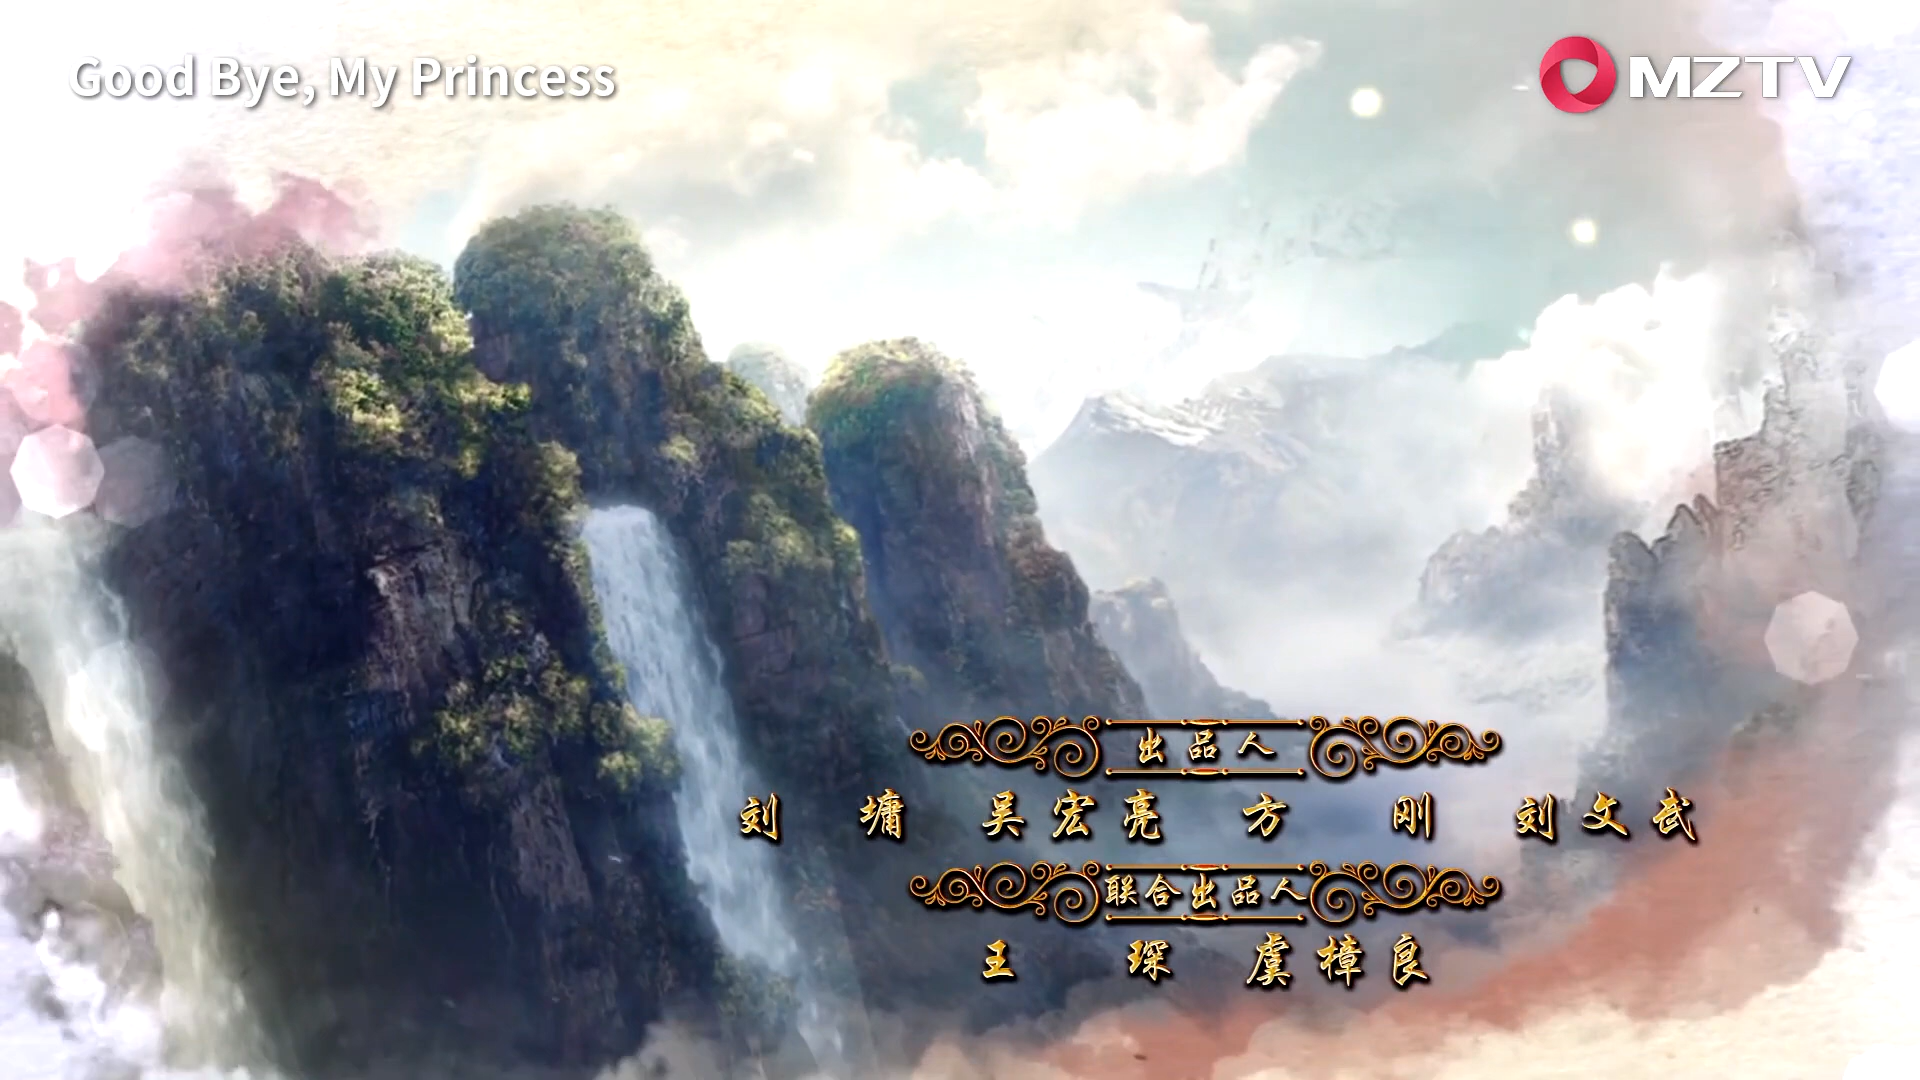 Good Bye, My Princess
MZTV
出品人
刘 墉 吴宏亮 方 刚 刘文武
联合出品人
王 琛 虞樟良